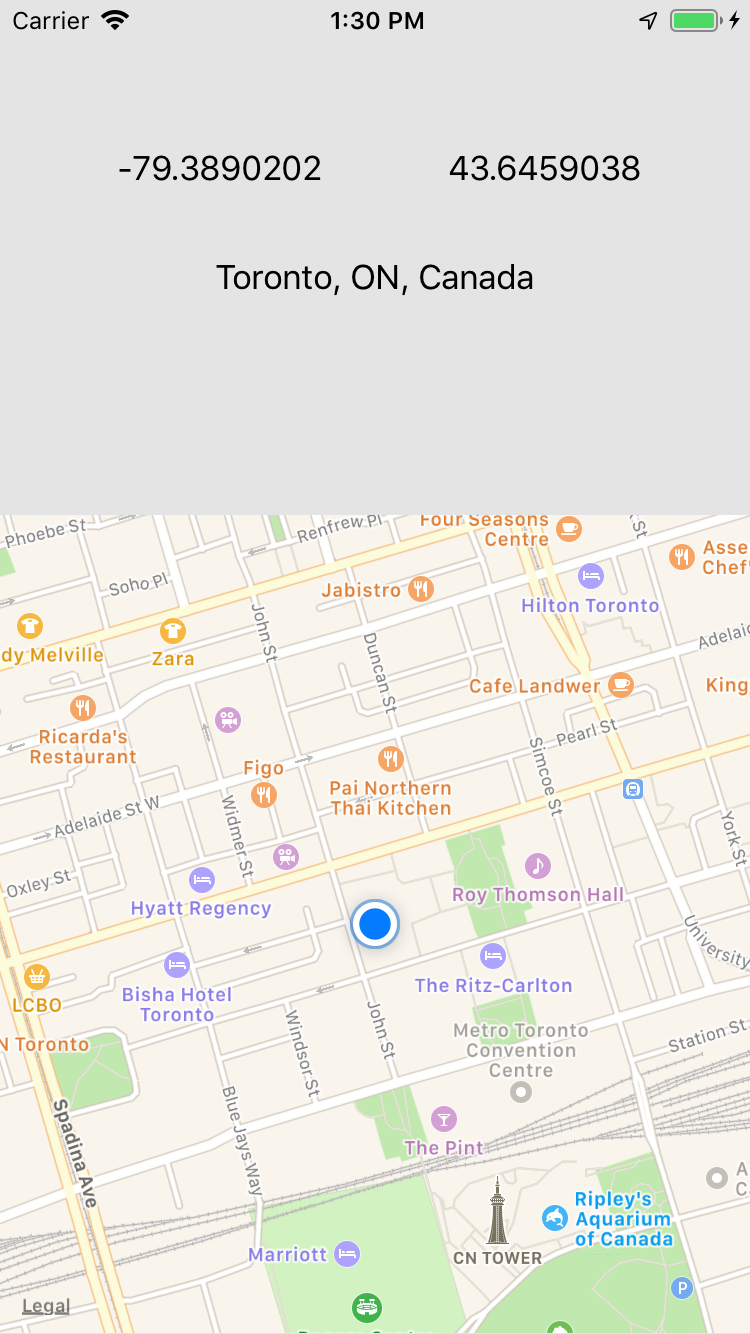 Carrier 1:30 PM
-79.3890202 43.6459038
Toronto, ON, Canada
Phoebe St
Renfrew Pl
Four Seasons
Centre
Soho Pl
Jabistro
Hilton Toronto
John St
Duncan St
Zara
Melville
Cafe Landwer
King
Ricarda's
Restaurant
Pearl St
Simcoe St
Figo
Pai Northern
Thai Kitchen
Adelaide St W
Widmer St
York St
Oxley St
Hyatt Regency
Roy Thomson Hall
University
LCBO
Bisha Hotel
Toronto
The Ritz-Carlton
John St
Windsor St
Toronto
Metro Toronto
Convention
Centre
Station St
Spadina Ave
Blue Jays Way
The Pint
Ripley's
Aquarium
of Canada
Marriott
CN TOWER
P
Legal